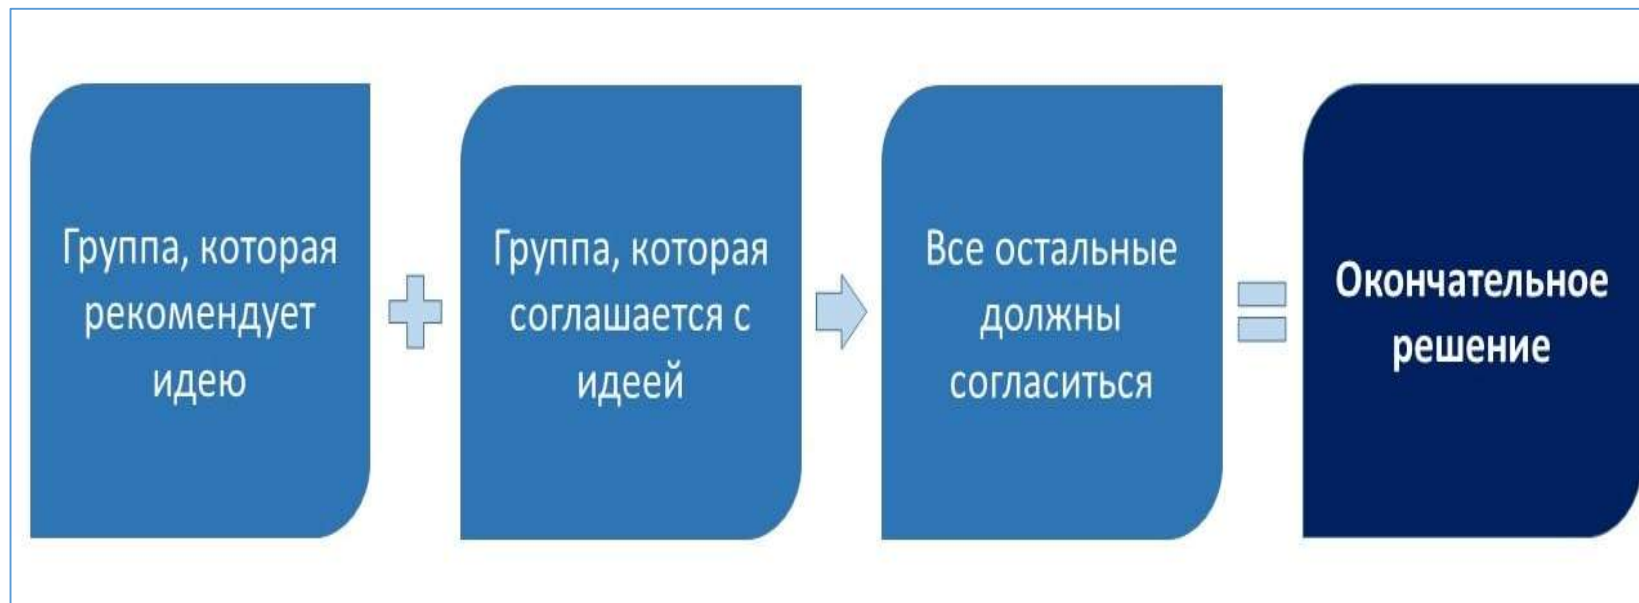 Группа, которая
рекомендует
идею
Группа, которая
соглашается с
идеей
Все остальные
должны
согласиться
Окончательное
решение